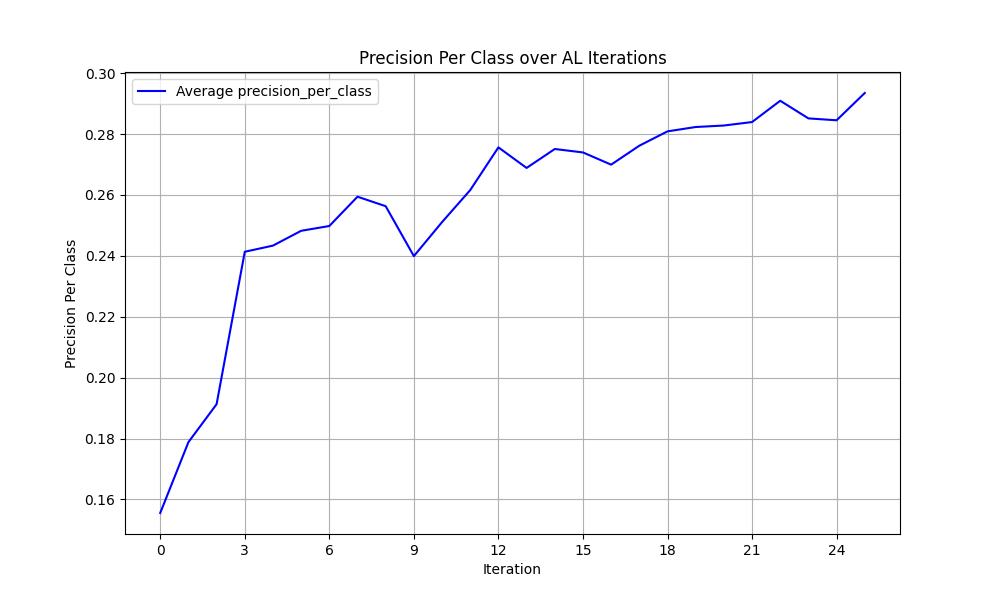 Precision Per Class over AL Iterations
Average precision_per_class
0.30
0.28
0.26
0.24
0.22
0.20
0.18
0.16
Precision Per Class
0 3 6 9 12 15 18 21 24
Iteration